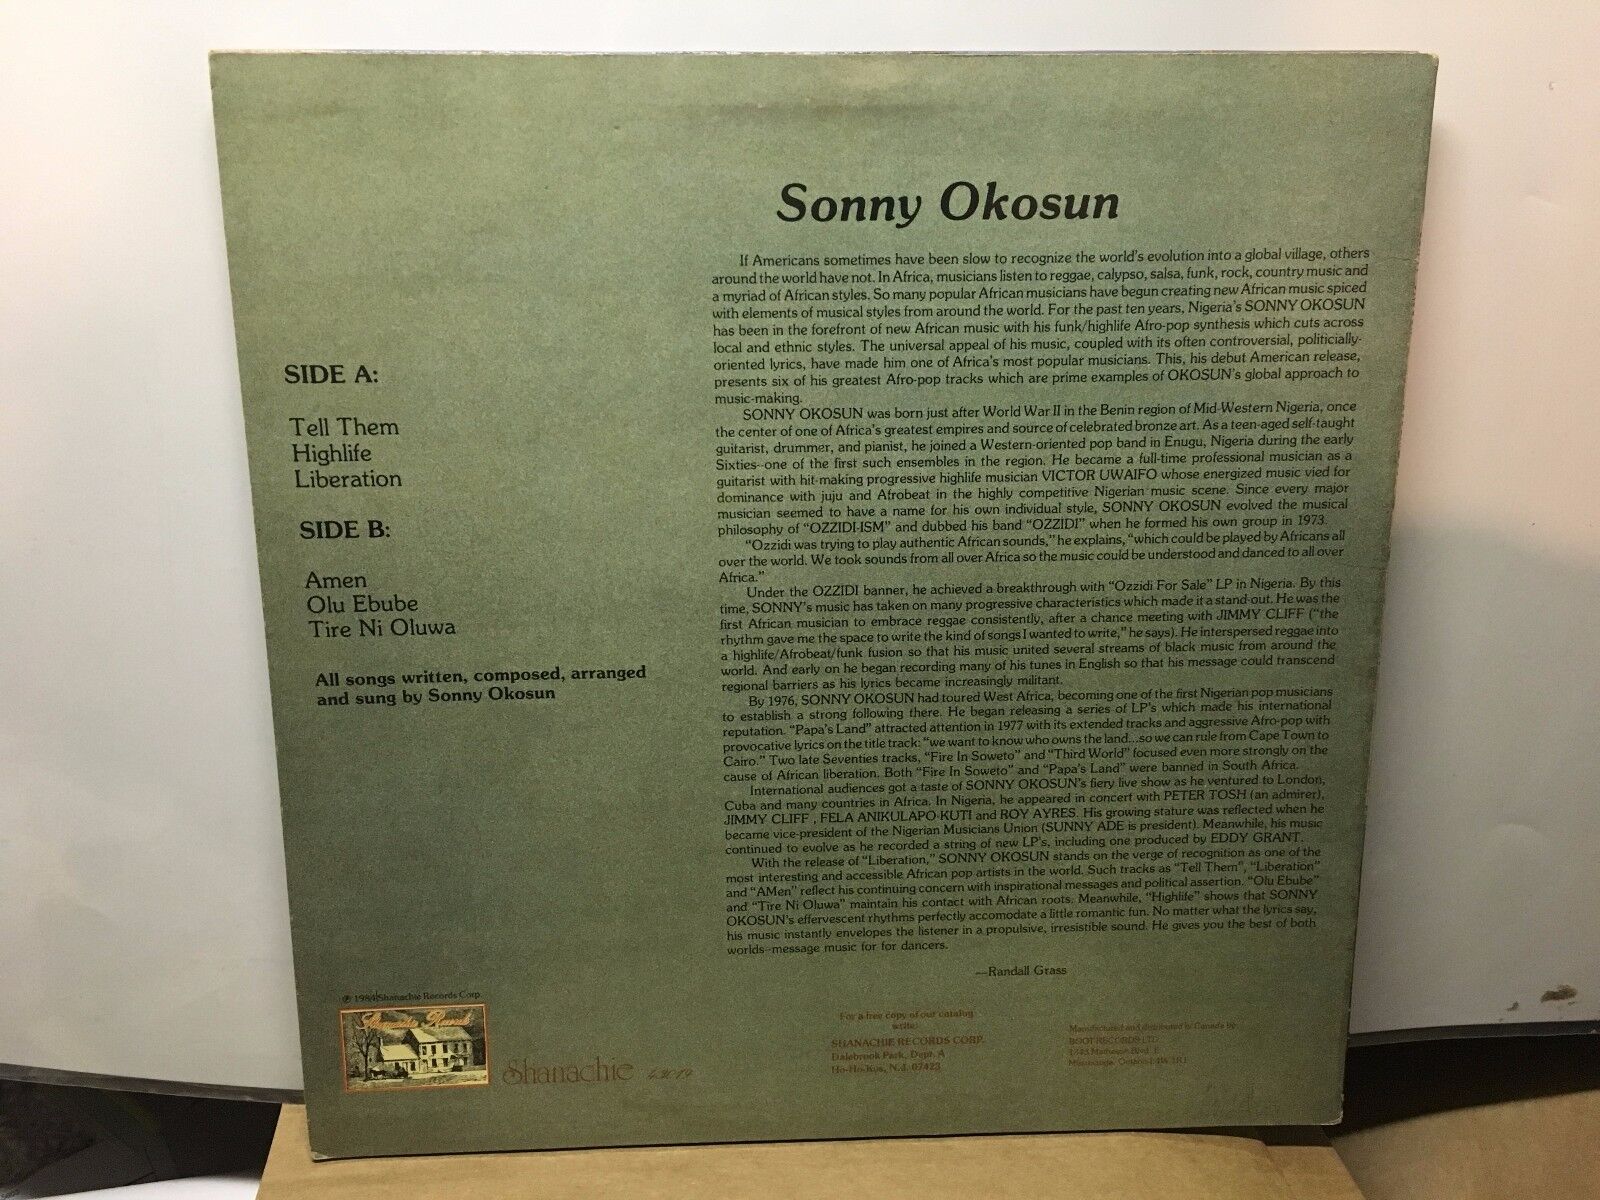 Sonny Okosun
If Americans sometimes have been slow to recognize the world's evolution into a global village, others
around the world have not. In Africa, musicians listen to reggae, calypso, salsa, funk, rock, country music and
a myriad of African styles. So many popular African musicians have begun creating new African music spiced
with elements of musical styles from around the world. For the past ten years, Nigeria's SONNY OKOSUN
has been in the forefront of new African music with his funk/highlife Afro-pop synthesis which cuts across
local and ethnic styles. The universal appeal of his music, coupled with its often controversial, politicially-
oriented lyrics, have made him one of Africa's most popular musicians. This, his debut American release,
presents six of his greatest Afro-pop tracks which are prime examples of OKOSUN's global approach to
music-making.
SONNY OKOSUN was born just after World War II in the Benin region of Mid-Western Nigeria, once
the center of one of Africa's greatest empires and source of celebrated bronze art. As a teen-aged self-taught
guitarist, drummer, and pianist, he joined a Western-oriented pop band in Enugu, Nigeria during the early
Sixties--one of the first such ensembles in the region. He became a full-time professional musician as a
guitarist with hit-making progressive highlife musician VICTOR UWAIFO whose energized music vied for
dominance with juju and Afrobeat in the highly competitive Nigerian music scene. Since every major
musician seemed to have a name for his own individual style, SONNY OKOSUN evolved the musical
philosophy of "OZZIDI-ISM" and dubbed his band "OZZIDI" when he formed his own group in 1973.
"Ozzidi was trying to play authentic African sounds," he explains, "which could be played by Africans all
over the world. We took sounds from all over Africa so the music could be understood and danced to all over
Africa."
Under the OZZIDI banner, he achieved a breakthrough with "Ozzidi For Sale" LP in Nigeria. By this
time, SONNY's music has taken on many progressive characteristics which made it a stand-out. He was the
first African musician to embrace reggae consistently, after a chance meeting with JIMMY CLIFF ("the
rhythm gave me the space to write the kind of songs I wanted to write," he says). He interspersed reggae into
a highlife/Afrobeat/funk fusion so that his music united several streams of black music from around the
world. And early on he began recording many of his tunes in English so that his message could transcend
regional barriers as his lyrics became increasingly militant.
By 1976, SONNY OKOSUN had toured West Africa, becoming one of the first Nigerian pop musicians
to establish a strong following there. He began releasing a series of LP's which made his international
reputation. "Papa's Land" attracted attention in 1977 with its extended tracks and aggressive Afro-pop with
provocative lyrics on the title track: "we want to know who owns the land...so we can rule from Cape Town to
Cairo." Two late Seventies tracks, "Fire In Soweto" and "Third World" focused even more strongly on the
cause of African liberation. Both "Fire In Soweto" and "Papa's Land" were banned in South Africa.
International audiences got a taste of SONNY OKOSUN's fiery live show as he ventured to London,
Cuba and many countries in Africa. In Nigeria, he appeared in concert with PETER TOSH (an admirer),
JIMMY CLIFF , FELA ANIKULAPO-KUTI and ROY AYRES. His growing stature was reflected when he
became vice-president of the Nigerian Musicians Union (SUNNY ADE is president). Meanwhile, his music
continued to evolve as he recorded a string of new LP's, including one produced by EDDY GRANT.
With the release of "Liberation," SONNY OKOSUN stands on the verge of recognition as one of the
most interesting and accessible African pop artists in the world. Such tracks as "Tell Them", "Liberation"
and "AMen" reflect his continuing concern with inspirational messages and political assertion. "Olu Ebube"
and "Tire Ni Oluwa" maintain his contact with African roots. Meanwhile, "Highlife" shows that SONNY
OKOSUN's effervescent rhythms perfectly accomodate a little romantic fun. No matter what the lyrics say,
his music instantly envelopes the listener in a propulsive, irresistible sound. He gives you the best of both
worlds--message music for for dancers.
—Randall Grass
SIDE A:
Tell Them
Highlife
Liberation
SIDE B:
Amen
Olu Ebube
Tire Ni Oluwa
All songs written, composed, arranged
and sung by Sonny Okosun
℗ 1984 Shanachie Records Corp.
Shanachie Records
Shanachie 43019
For a free copy of our catalog
write:
SHANACHIE RECORDS CORP.
Dalebrook Park, Dept. A
Ho-Ho-Kus, N.J. 07423
Manufactured and distributed in Canada by:
BOOT RECORDS LTD.
Mississauga, Ontario L4W 1R1